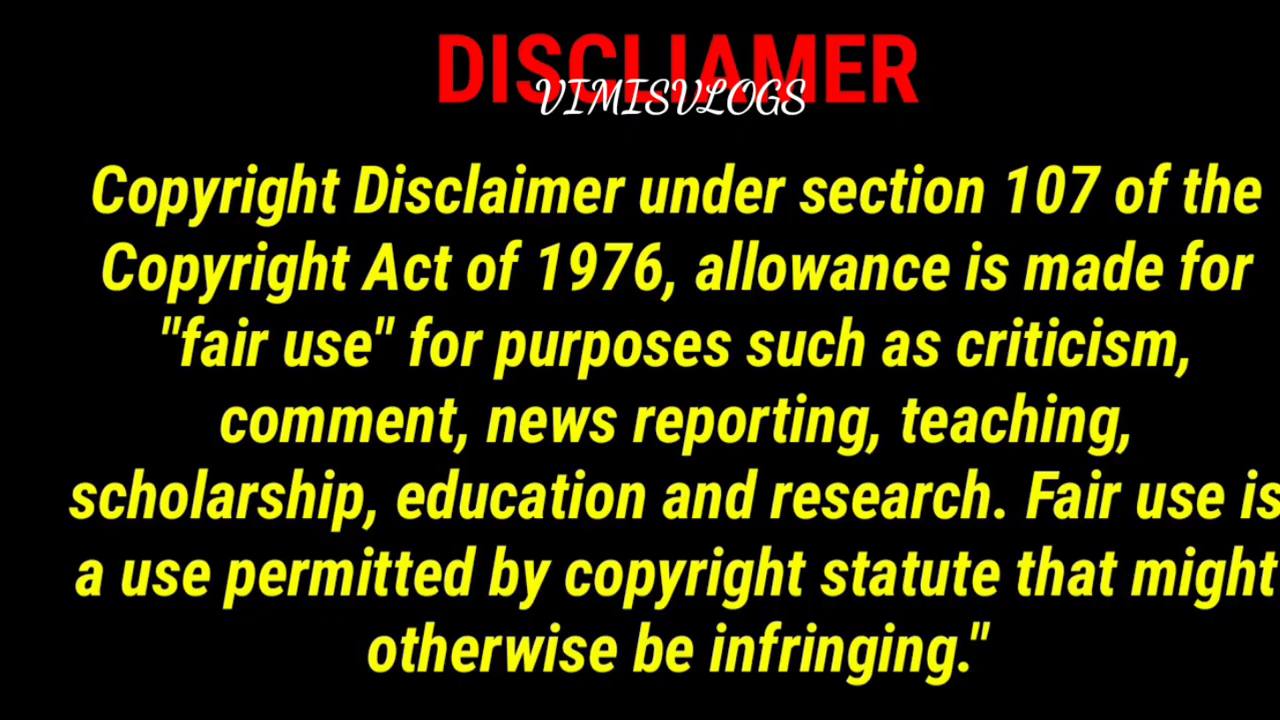 DISCLIAMER
VIMISVLOGS
Copyright Disclaimer under section 107 of the
Copyright Act of 1976, allowance is made for
"fair use" for purposes such as criticism,
comment, news reporting, teaching,
scholarship, education and research. Fair use is
a use permitted by copyright statute that might
otherwise be infringing."